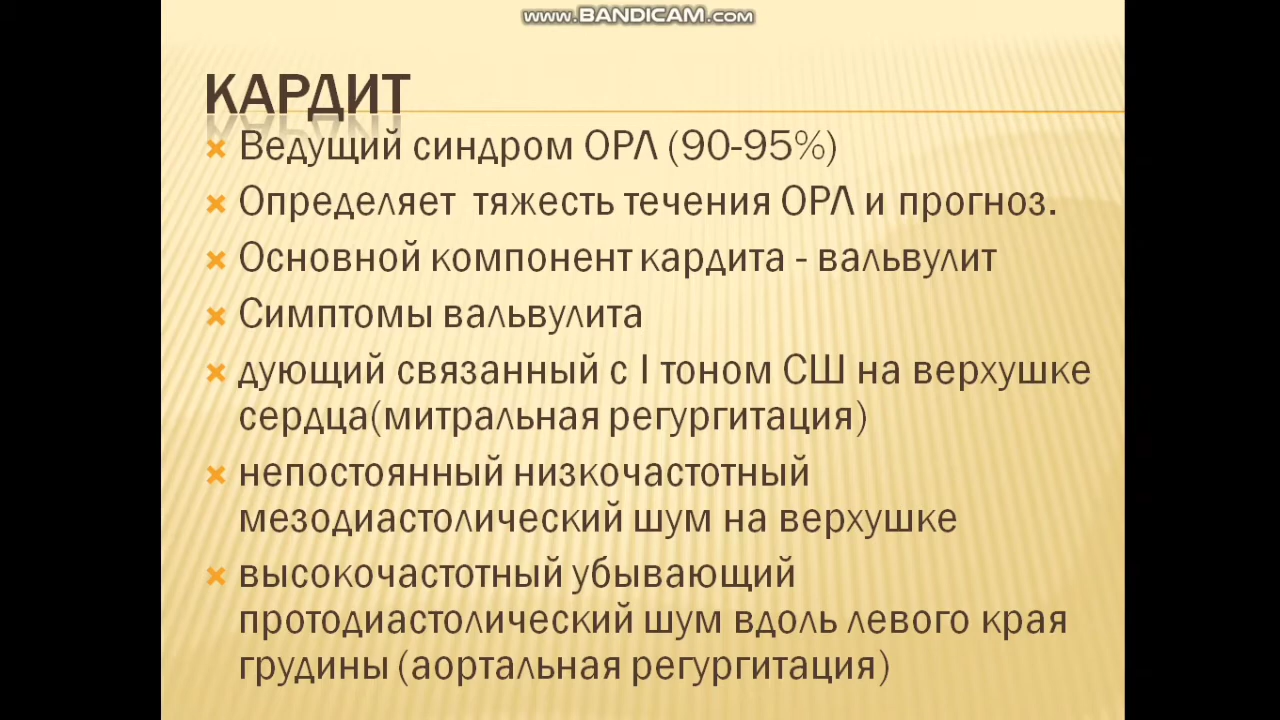 www.BANDICAM.com
КАРДИТ
Ведущий синдром ОРЛ (90-95%)
Определяет тяжесть течения ОРЛ и прогноз.
Основной компонент кардита - вальвулит
Симптомы вальвулита
дующий связанный с I тоном СШ на верхушке
сердца(митральная регургитация)
непостоянный низкочастотный
мезодиастолический шум на верхушке
высокочастотный убывающий
протодиастолический шум вдоль левого края
грудины (аортальная регургитация)